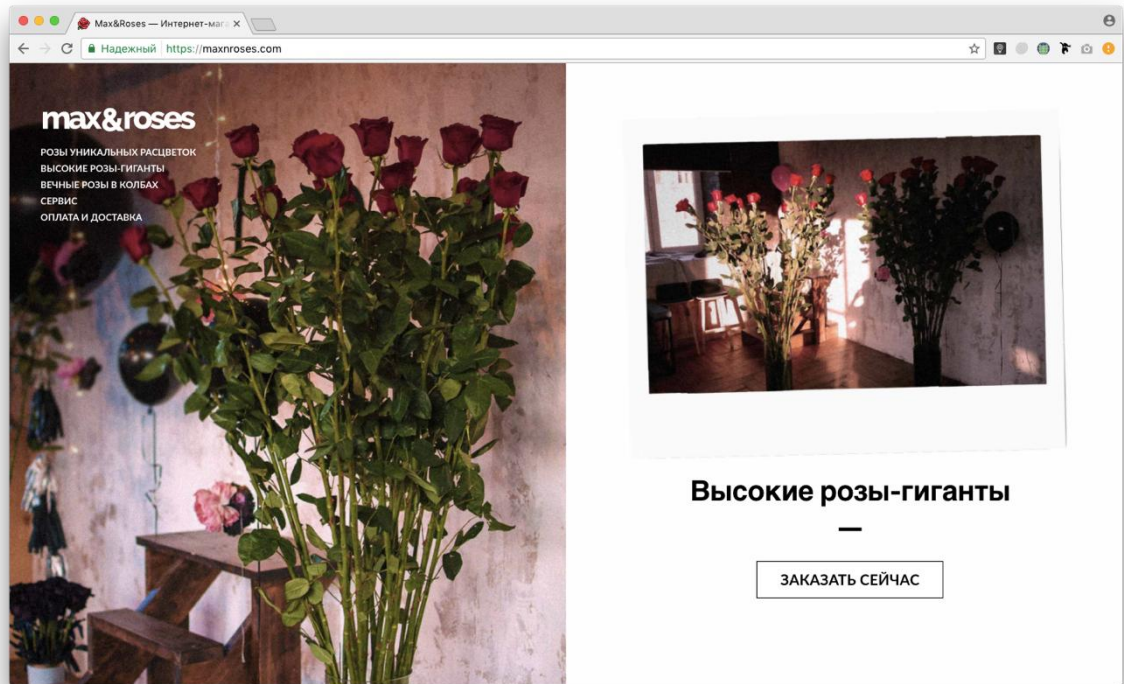 Max&Roses — Интернет-мага
Надежный
https://maxnroses.com
max&roses
РОЗЫ УНИКАЛЬНЫХ РАСЦВЕТОК
ВЫСОКИЕ РОЗЫ-ГИГАНТЫ
ВЕЧНЫЕ РОЗЫ В КОЛБАХ
СЕРВИС
ОПЛАТА И ДОСТАВКА
Высокие розы-гиганты
ЗАКАЗАТЬ СЕЙЧАС